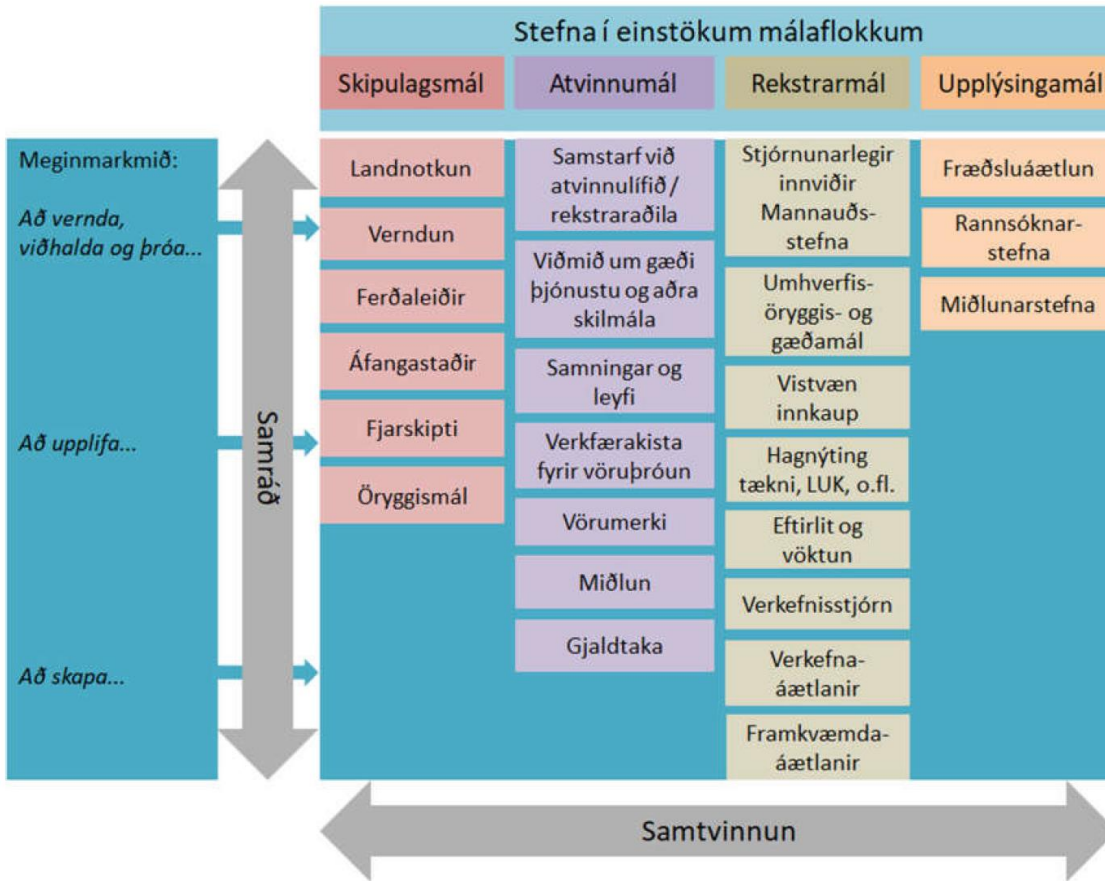 Stefna í einstökum málaflokkum
Skipulagsmál
Atvinnumál
Rekstrarmál
Upplýsingamál
Meginmarkmið:
Að vernda,
viðhalda og þróa...
Að upplifa...
Að skapa...
Samráð
Landnotkun
Verndun
Ferðaleiðir
Áfangastaðir
Fjarskipti
Öryggismál
Samstarf við
atvinnulífið /
rekstraraðila
Viðmið um gæði
þjónustu og aðra
skilmála
Samningar og
leyfi
Verkfærakista
fyrir vöruþróun
Vörumerki
Miðlun
Gjaldtaka
Stjórnunarlegir
innviðir
Mannauðs-
stefna
Umhverfis-
öryggis- og
gæðamál
Vistvæn
innkaup
Hagnýting
tækni, LUK, o.fl.
Eftirlit og
vöktun
Verkefnisstjórn
Verkefna-
áætlanir
Framkvæmda-
áætlanir
Fræðsluáætlun
Rannsóknar-
stefna
Miðlunarstefna
Samtvinnun